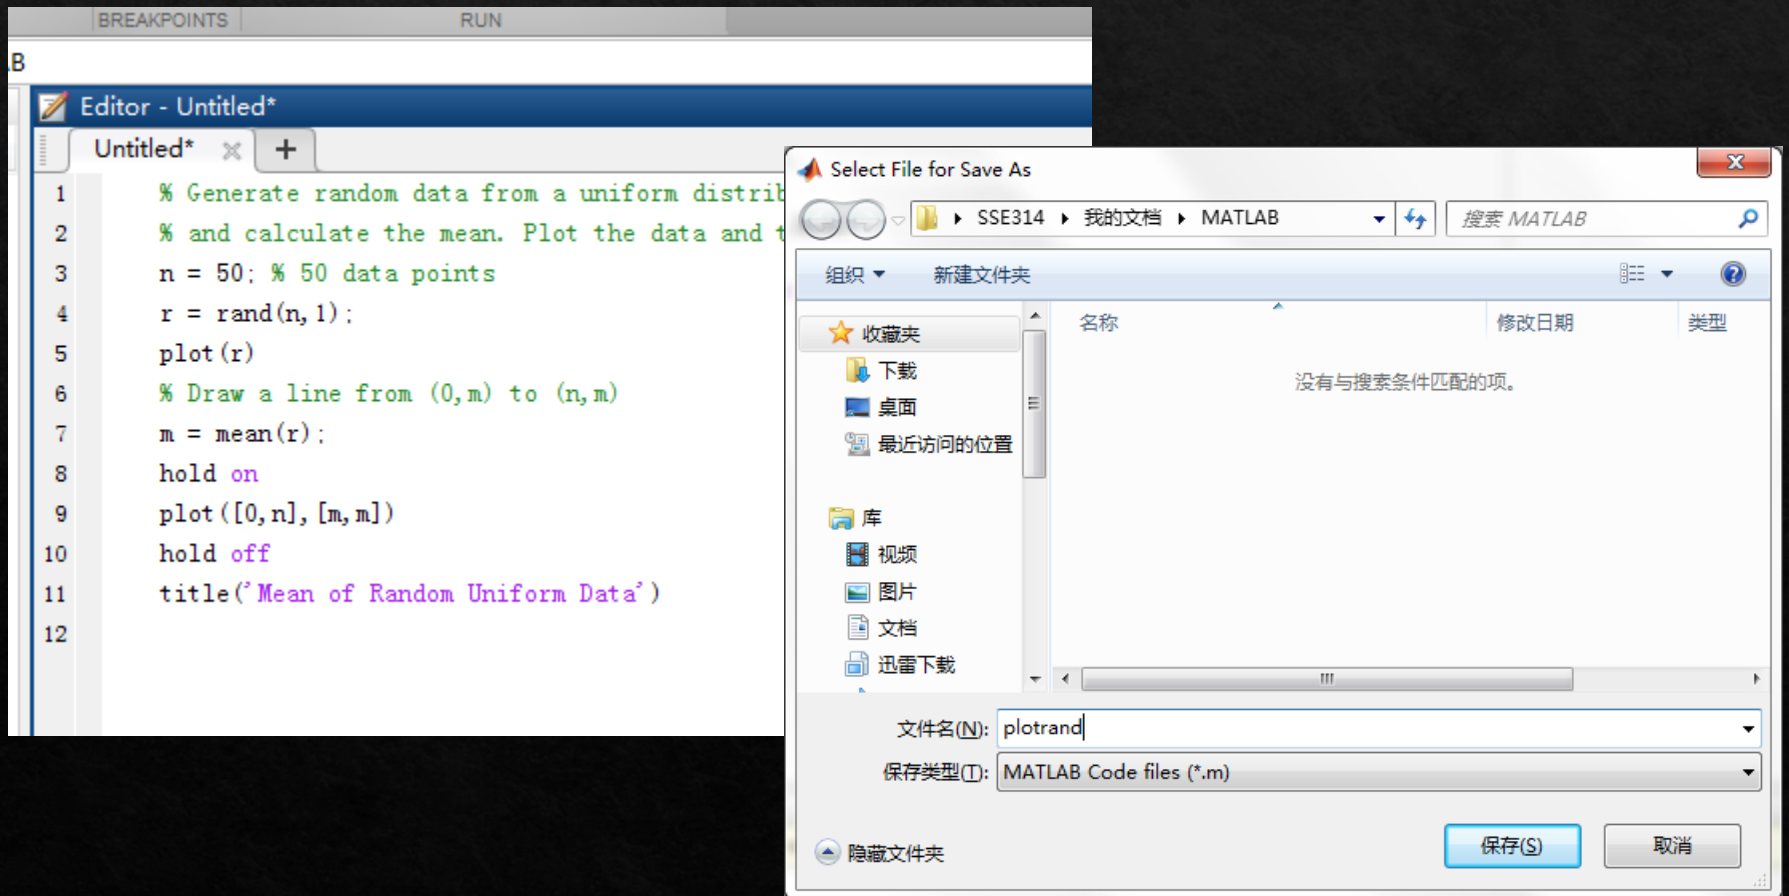 BREAKPOINTS
RUN
Editor - Untitled*
Untitled*
1 % Generate random data from a uniform
2 % and calculate the mean. Plot the data and
3 n = 50; % 50 data points
4 r = rand(n,1);
5 plot(r)
6 % Draw a line from (0,m) to (n,m)
7 m = mean(r);
8 hold on
9 plot([0,n],[m,m])
10 hold off
11 title('Mean of Random Uniform Data')
12
Select File for Save As
SSE314 我的文档 MATLAB
搜索 MATLAB
组织 新建文件夹
名称 修改日期 类型
没有与搜索条件匹配的项。
收藏夹
下载
桌面
最近访问的位置
库
视频
图片
文档
迅雷下载
文件名(N): plotrand
保存类型(T): MATLAB Code files (*.m)
隐藏文件夹
保存(S) 取消